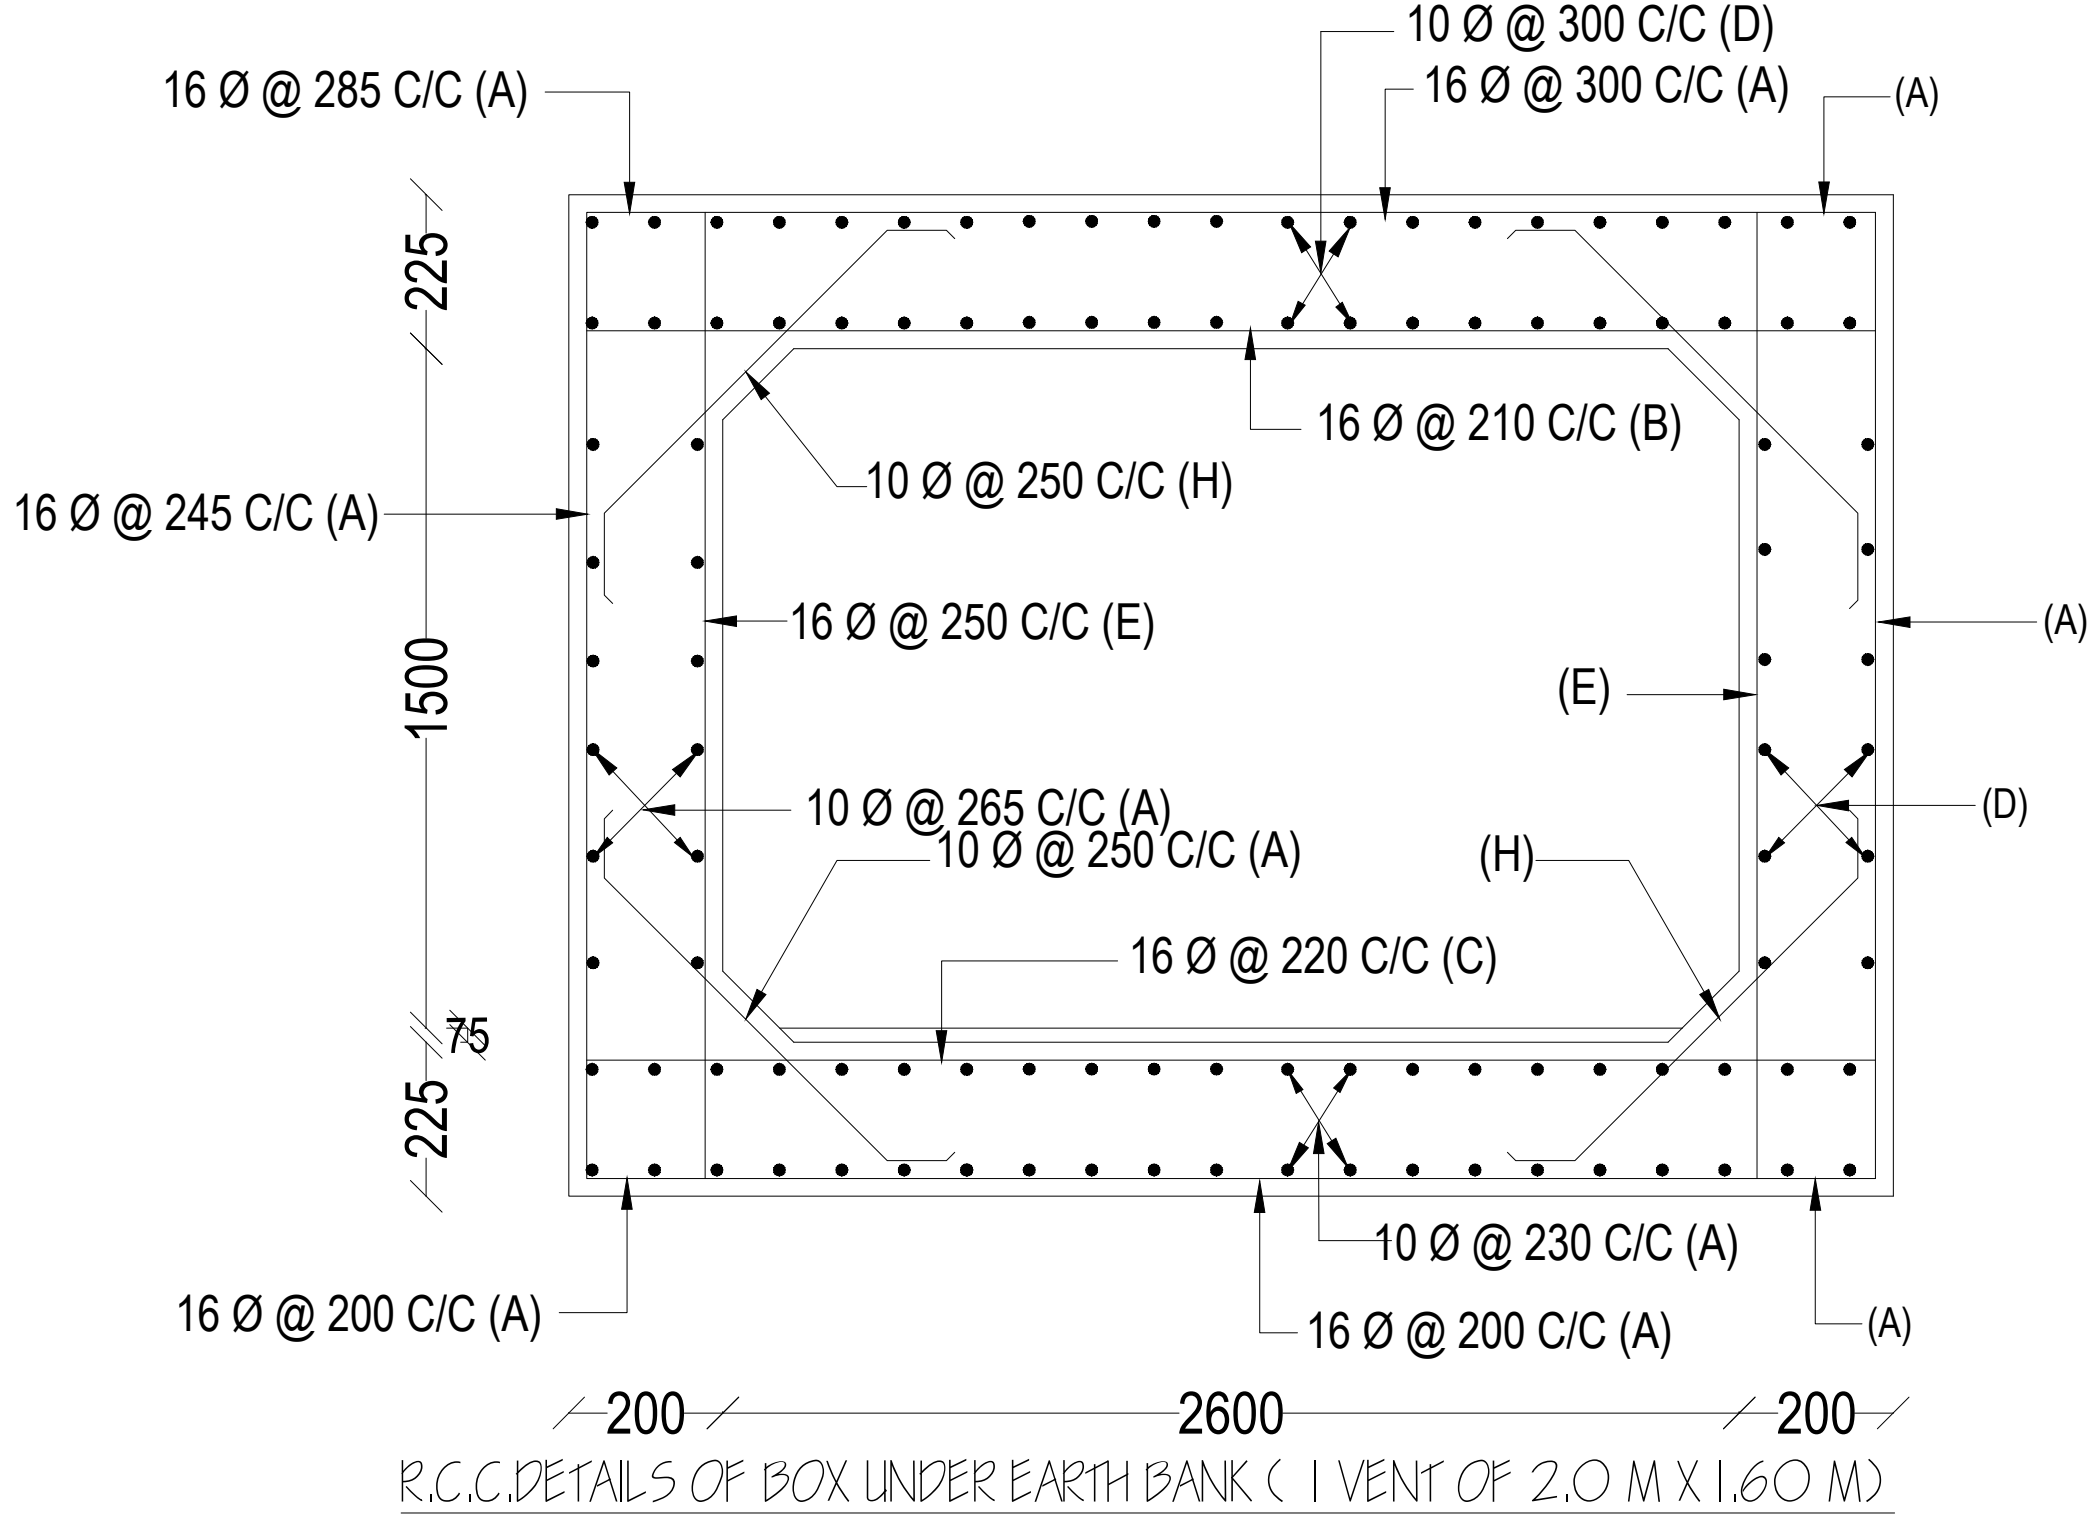 10 Ø @ 300 C/C (D)
16 Ø @ 285 C/C (A)
16 Ø @ 300 C/C (A)
(A)
225
16 Ø @ 210 C/C (B)
10 Ø @ 250 C/C (H)
16 Ø @ 245 C/C (A)
16 Ø @ 250 C/C (E)
(A)
1500
(E)
10 Ø @ 265 C/C (A)
(D)
10 Ø @ 250 C/C (A)
(H)
16 Ø @ 220 C/C (C)
75
225
10 Ø @ 230 C/C (A)
16 Ø @ 200 C/C (A)
16 Ø @ 200 C/C (A)
(A)
200
2600
200
R.C.C.DETAILS OF BOX UNDER EARTH BANK ( 1 VENT OF 2.0 M X 1.60 M)